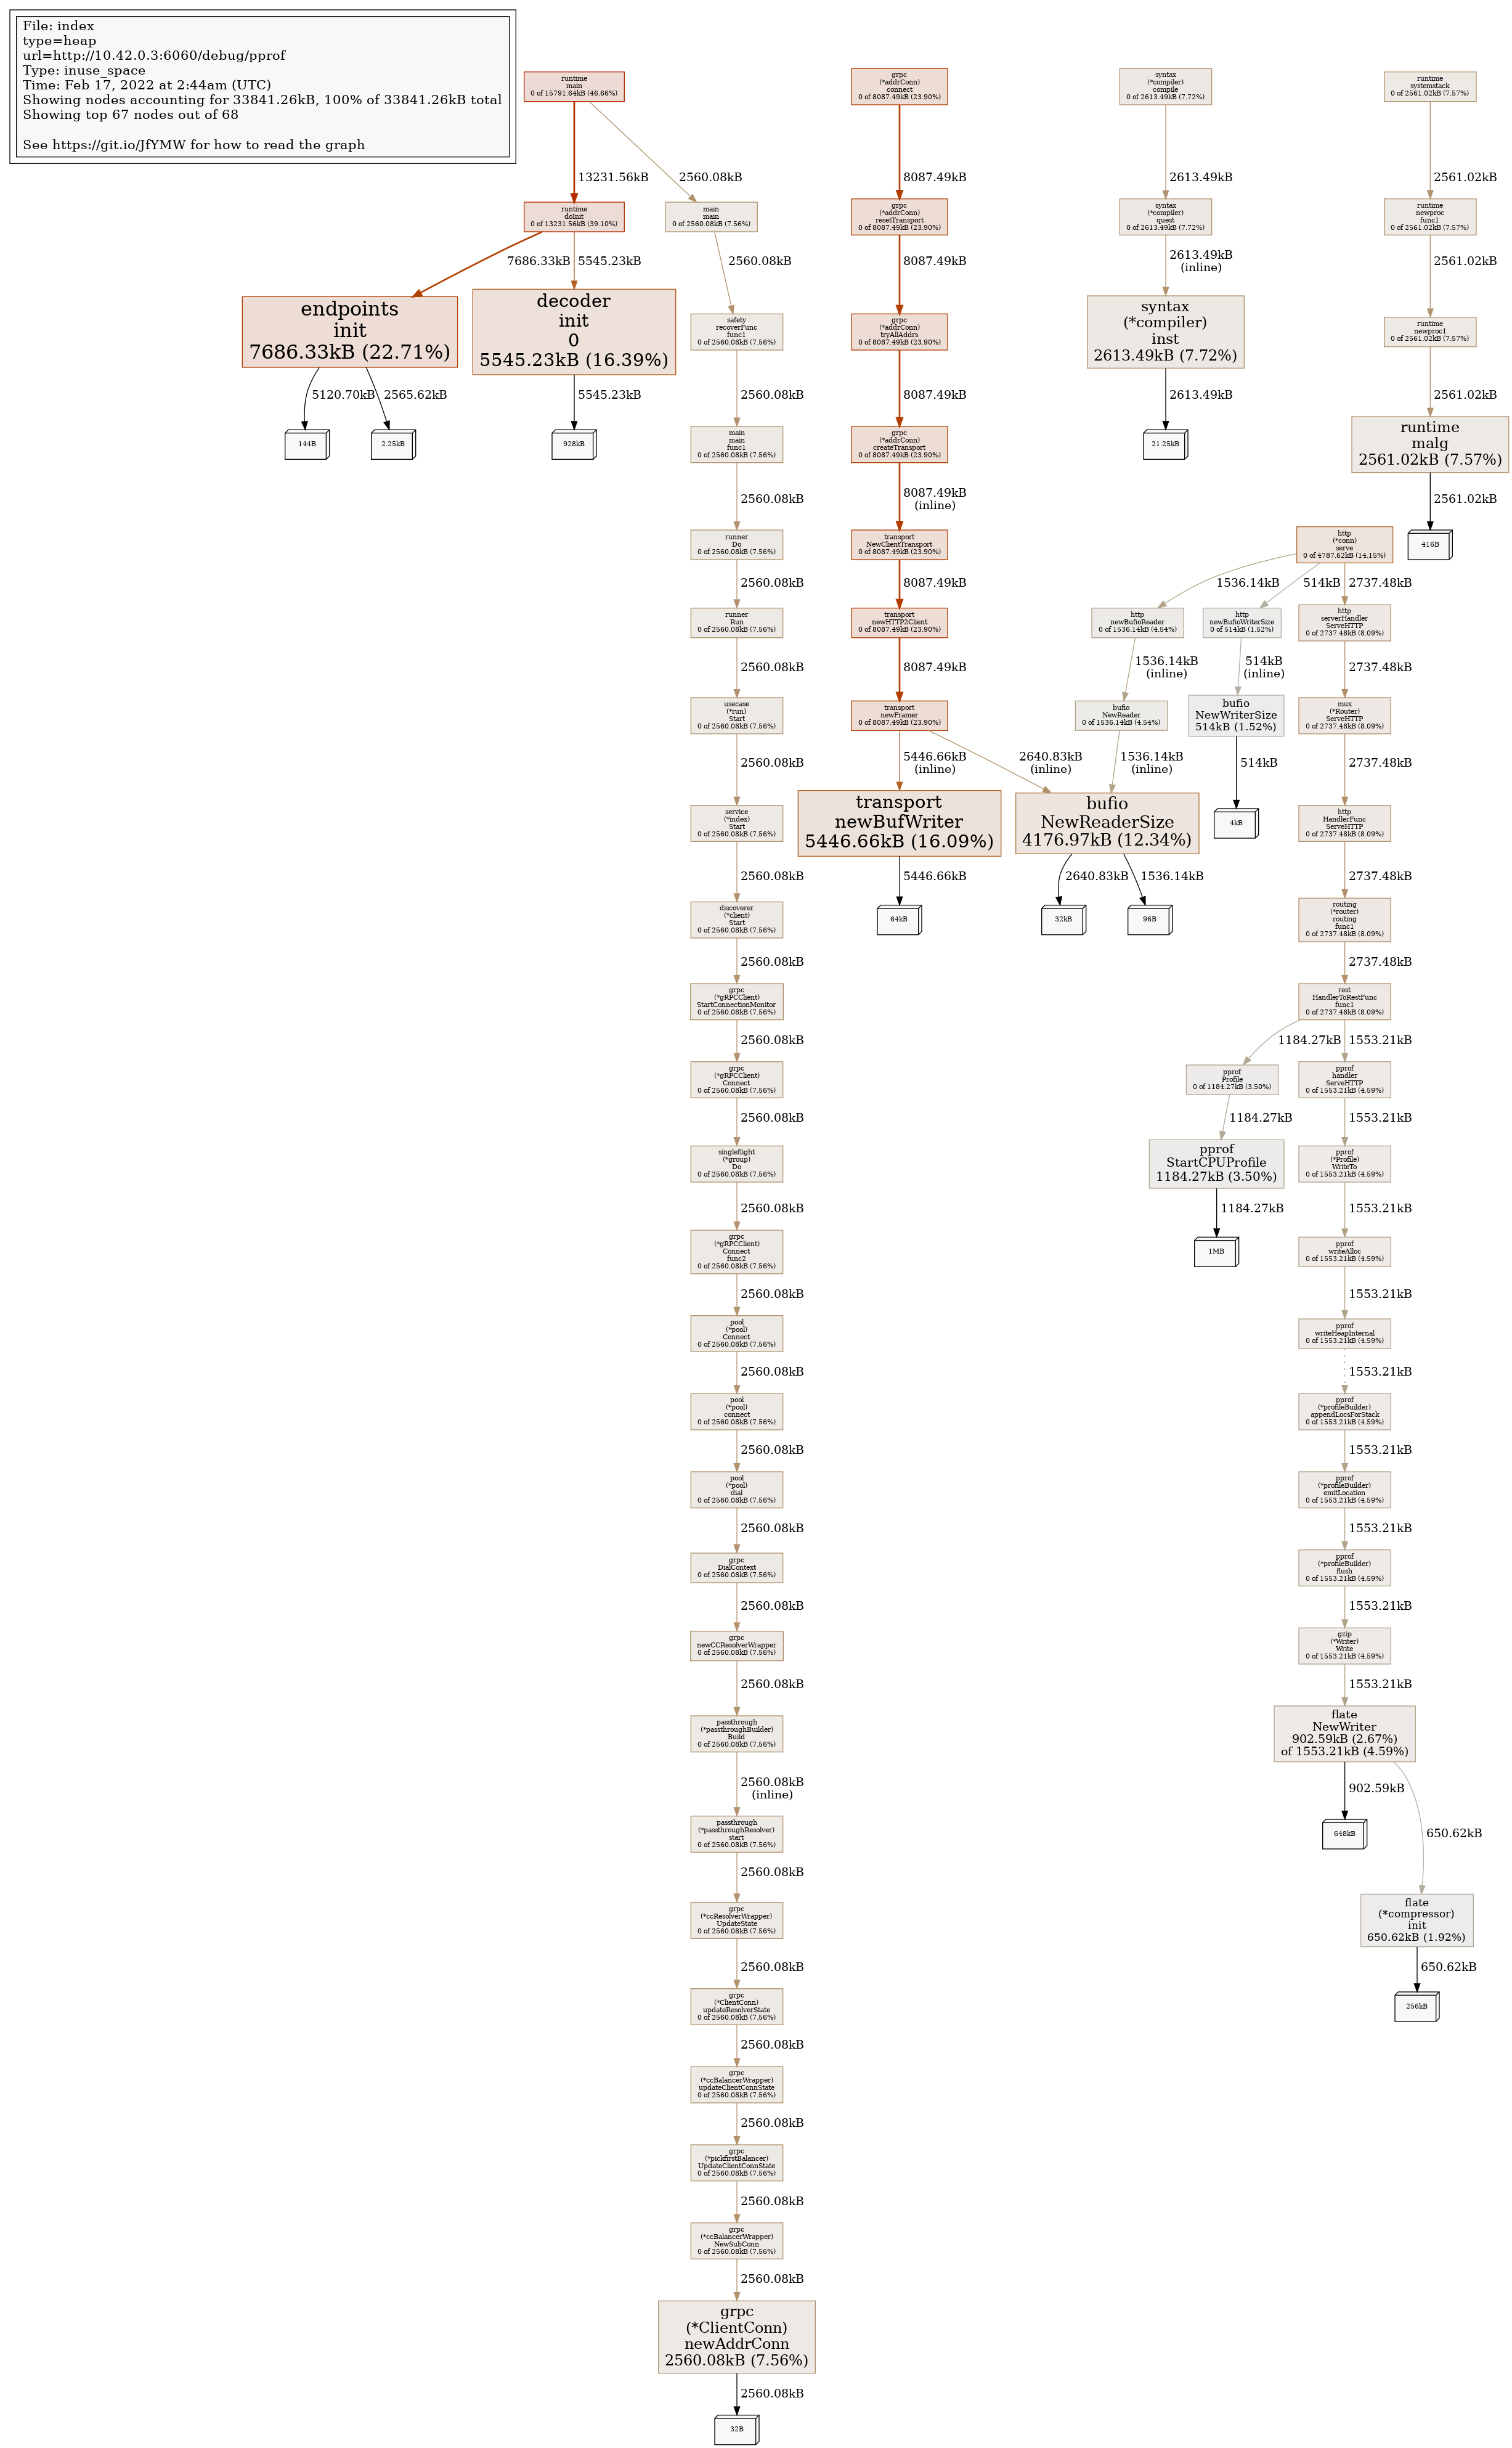 File: index
type=heap
url=http://10.42.0.3:6060/debug/pprof
Type: inuse_space
Time: Feb 17, 2022 at 2:44am (UTC)
Showing nodes accounting for 33841.26kB, 100% of 33841.26kB total
Showing top 67 nodes out of 68
See https://git.io/JfYMW for how to read the graph
runtime
main
0 of 15791.64kB (46.66%)
13231.56kB
2560.08kB
runtime
doInit
0 of 13231.56kB (39.10%)
7686.33kB
5545.23kB
endpoints
init
7686.33kB (22.71%)
5120.70kB
2565.62kB
144B
2.25kB
decoder
init
0
5545.23kB (16.39%)
5545.23kB
928kB
main
main
0 of 2560.08kB (7.56%)
2560.08kB
safety
recoverFunc
func1
0 of 2560.08kB (7.56%)
2560.08kB
main
main
func1
0 of 2560.08kB (7.56%)
2560.08kB
runner
Do
0 of 2560.08kB (7.56%)
2560.08kB
runner
Run
0 of 2560.08kB (7.56%)
2560.08kB
usecase
(*run)
Start
0 of 2560.08kB (7.56%)
2560.08kB
service
(*index)
Start
0 of 2560.08kB (7.56%)
2560.08kB
discoverer
(*client)
Start
0 of 2560.08kB (7.56%)
2560.08kB
grpc
(*gRPCClient)
StartConnectionMonitor
0 of 2560.08kB (7.56%)
2560.08kB
grpc
(*gRPCClient)
Connect
0 of 2560.08kB (7.56%)
2560.08kB
singleflight
(*group)
Do
0 of 2560.08kB (7.56%)
2560.08kB
grpc
(*gRPCClient)
Connect
func2
0 of 2560.08kB (7.56%)
2560.08kB
pool
(*pool)
Connect
0 of 2560.08kB (7.56%)
2560.08kB
pool
(*pool)
connect
0 of 2560.08kB (7.56%)
2560.08kB
pool
(*pool)
dial
0 of 2560.08kB (7.56%)
2560.08kB
grpc
DialContext
0 of 2560.08kB (7.56%)
2560.08kB
grpc
newCCResolverWrapper
0 of 2560.08kB (7.56%)
2560.08kB
passthrough
(*passthroughBuilder)
Build
0 of 2560.08kB (7.56%)
2560.08kB
(inline)
passthrough
(*passthroughResolver)
start
0 of 2560.08kB (7.56%)
2560.08kB
grpc
(*ccResolverWrapper)
UpdateState
0 of 2560.08kB (7.56%)
2560.08kB
grpc
(*ClientConn)
updateResolverState
0 of 2560.08kB (7.56%)
2560.08kB
grpc
(*ccBalancerWrapper)
updateClientConnState
0 of 2560.08kB (7.56%)
2560.08kB
grpc
(*pickfirstBalancer)
UpdateClientConnState
0 of 2560.08kB (7.56%)
2560.08kB
grpc
(*ccBalancerWrapper)
NewSubConn
0 of 2560.08kB (7.56%)
2560.08kB
grpc
(*ClientConn)
newAddrConn
2560.08kB (7.56%)
2560.08kB
32B
grpc
(*addrConn)
connect
0 of 8087.49kB (23.90%)
8087.49kB
grpc
(*addrConn)
resetTransport
0 of 8087.49kB (23.90%)
8087.49kB
grpc
(*addrConn)
tryAllAddrs
0 of 8087.49kB (23.90%)
8087.49kB
grpc
(*addrConn)
createTransport
0 of 8087.49kB (23.90%)
8087.49kB
(inline)
transport
NewClientTransport
0 of 8087.49kB (23.90%)
8087.49kB
transport
newHTTP2Client
0 of 8087.49kB (23.90%)
8087.49kB
transport
newFramer
0 of 8087.49kB (23.90%)
5446.66kB
(inline)
2640.83kB
(inline)
transport
newBufWriter
5446.66kB (16.09%)
5446.66kB
64kB
syntax
(*compiler)
compile
0 of 2613.49kB (7.72%)
2613.49kB
syntax
(*compiler)
quest
0 of 2613.49kB (7.72%)
2613.49kB
(inline)
syntax
(*compiler)
inst
2613.49kB (7.72%)
2613.49kB
21.25kB
runtime
systemstack
0 of 2561.02kB (7.57%)
2561.02kB
runtime
newproc
func1
0 of 2561.02kB (7.57%)
2561.02kB
runtime
newproc1
0 of 2561.02kB (7.57%)
2561.02kB
runtime
malg
2561.02kB (7.57%)
2561.02kB
416B
http
(*conn)
serve
0 of 4787.62kB (14.15%)
1536.14kB
514kB
2737.48kB
http
newBufioReader
0 of 1536.14kB (4.54%)
1536.14kB
(inline)
bufio
NewReader
0 of 1536.14kB (4.54%)
1536.14kB
(inline)
bufio
NewReaderSize
4176.97kB (12.34%)
2640.83kB
1536.14kB
32kB
96B
http
newBufioWriterSize
0 of 514kB (1.52%)
514kB
(inline)
bufio
NewWriterSize
514kB (1.52%)
514kB
4kB
http
serverHandler
ServeHTTP
0 of 2737.48kB (8.09%)
2737.48kB
mux
(*Router)
ServeHTTP
0 of 2737.48kB (8.09%)
2737.48kB
http
HandlerFunc
ServeHTTP
0 of 2737.48kB (8.09%)
2737.48kB
routing
(*router)
routing
func1
0 of 2737.48kB (8.09%)
2737.48kB
rest
HandlerToRestFunc
func1
0 of 2737.48kB (8.09%)
1184.27kB
1553.21kB
pprof
Profile
0 of 1184.27kB (3.50%)
1184.27kB
pprof
StartCPUProfile
1184.27kB (3.50%)
1184.27kB
1MB
pprof
handler
ServeHTTP
0 of 1553.21kB (4.59%)
1553.21kB
pprof
(*Profile)
WriteTo
0 of 1553.21kB (4.59%)
1553.21kB
pprof
writeAlloc
0 of 1553.21kB (4.59%)
1553.21kB
pprof
writeHeapInternal
0 of 1553.21kB (4.59%)
1553.21kB
pprof
(*profileBuilder)
appendLocsForStack
0 of 1553.21kB (4.59%)
1553.21kB
pprof
(*profileBuilder)
emitLocation
0 of 1553.21kB (4.59%)
1553.21kB
pprof
(*profileBuilder)
flush
0 of 1553.21kB (4.59%)
1553.21kB
gzip
(*Writer)
Write
0 of 1553.21kB (4.59%)
1553.21kB
flate
NewWriter
902.59kB (2.67%)
of 1553.21kB (4.59%)
902.59kB
650.62kB
648kB
flate
(*compressor)
init
650.62kB (1.92%)
650.62kB
256kB